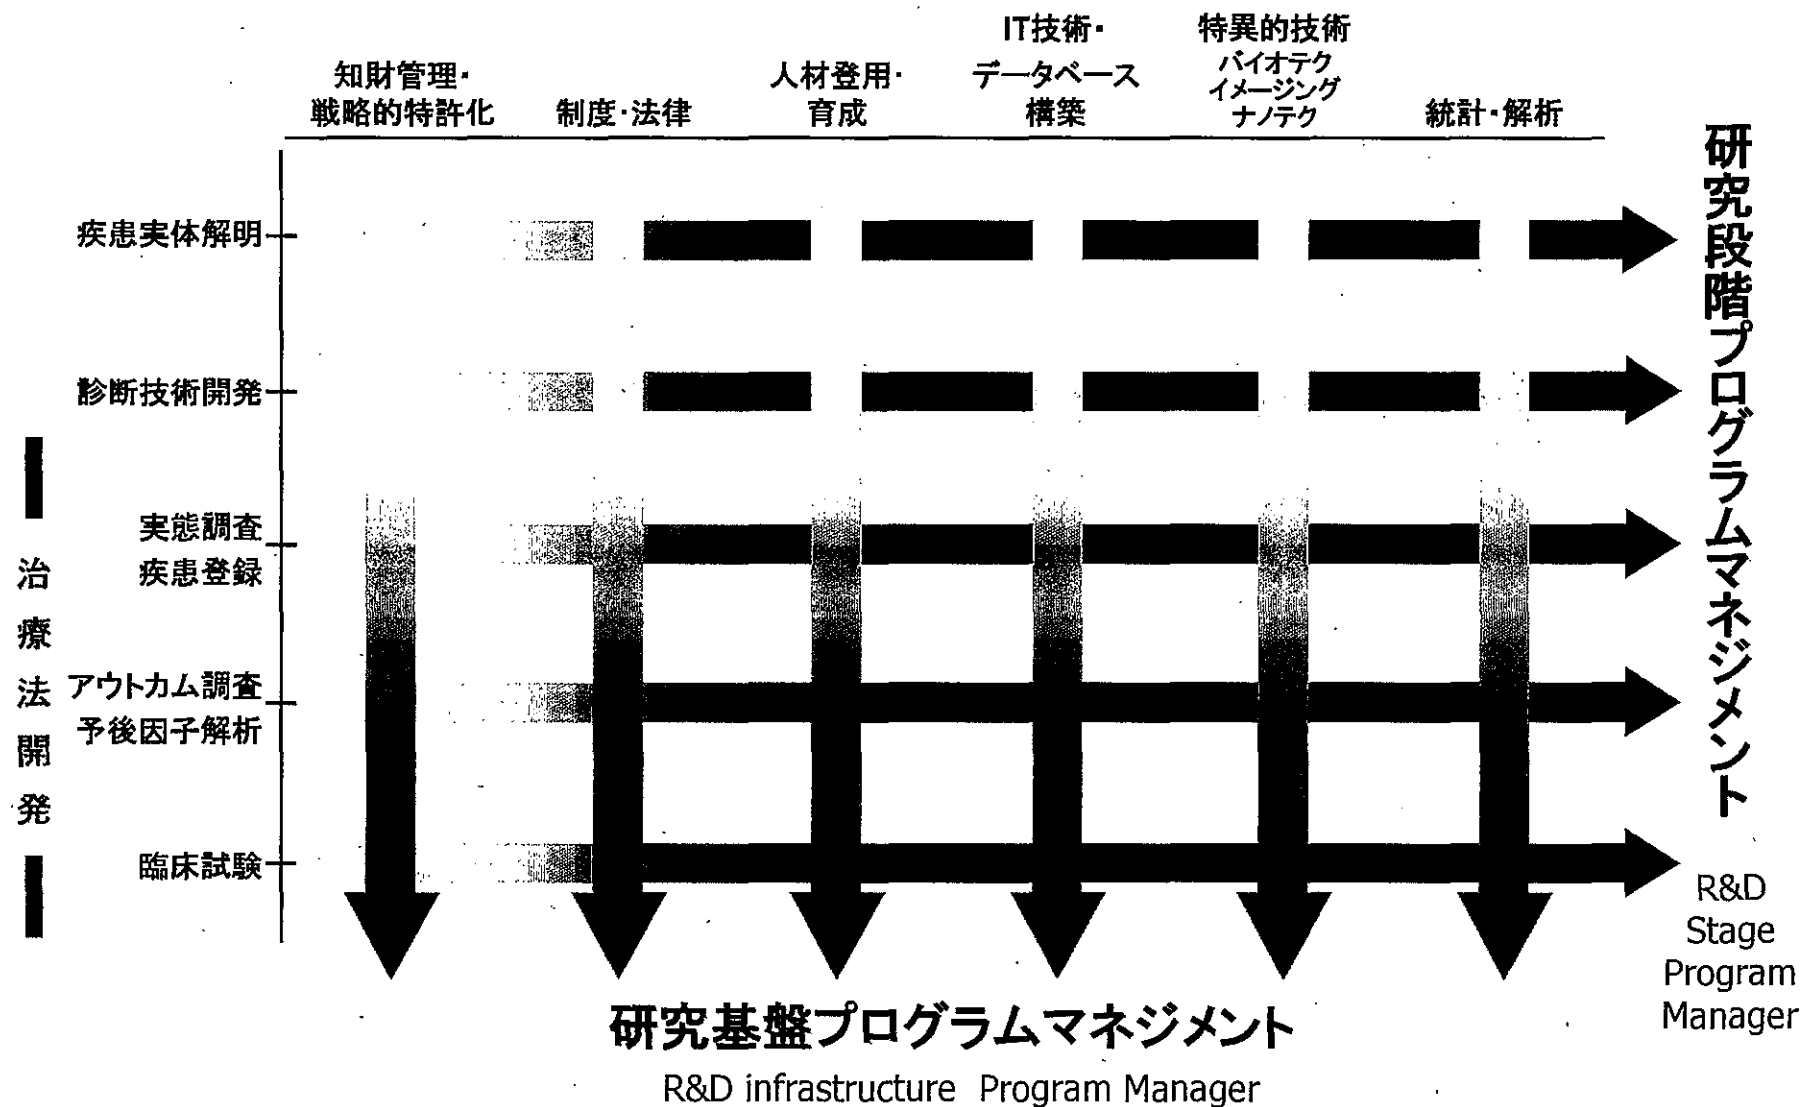 知財管理・
戦略的特許化
制度・法律
人材登用・
育成
IT技術・
データベース
構築
特異的技術
バイオテク
イメージング
ナノテク
統計・解析
疾患実体解明
診断技術開発
実態調査
疾患登録
アウトカム調査
予後因子解析
臨床試験
治療法開発
研究段階プログラムマネジメント
R&D
Stage
Program
Manager
研究基盤プログラムマネジメント
R&D infrastructure Program Manager